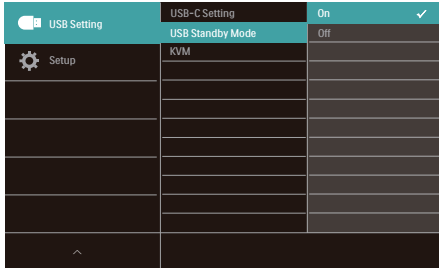 USB Setting
Setup
USB-C Setting
USB Standby Mode
KVM
On
Off